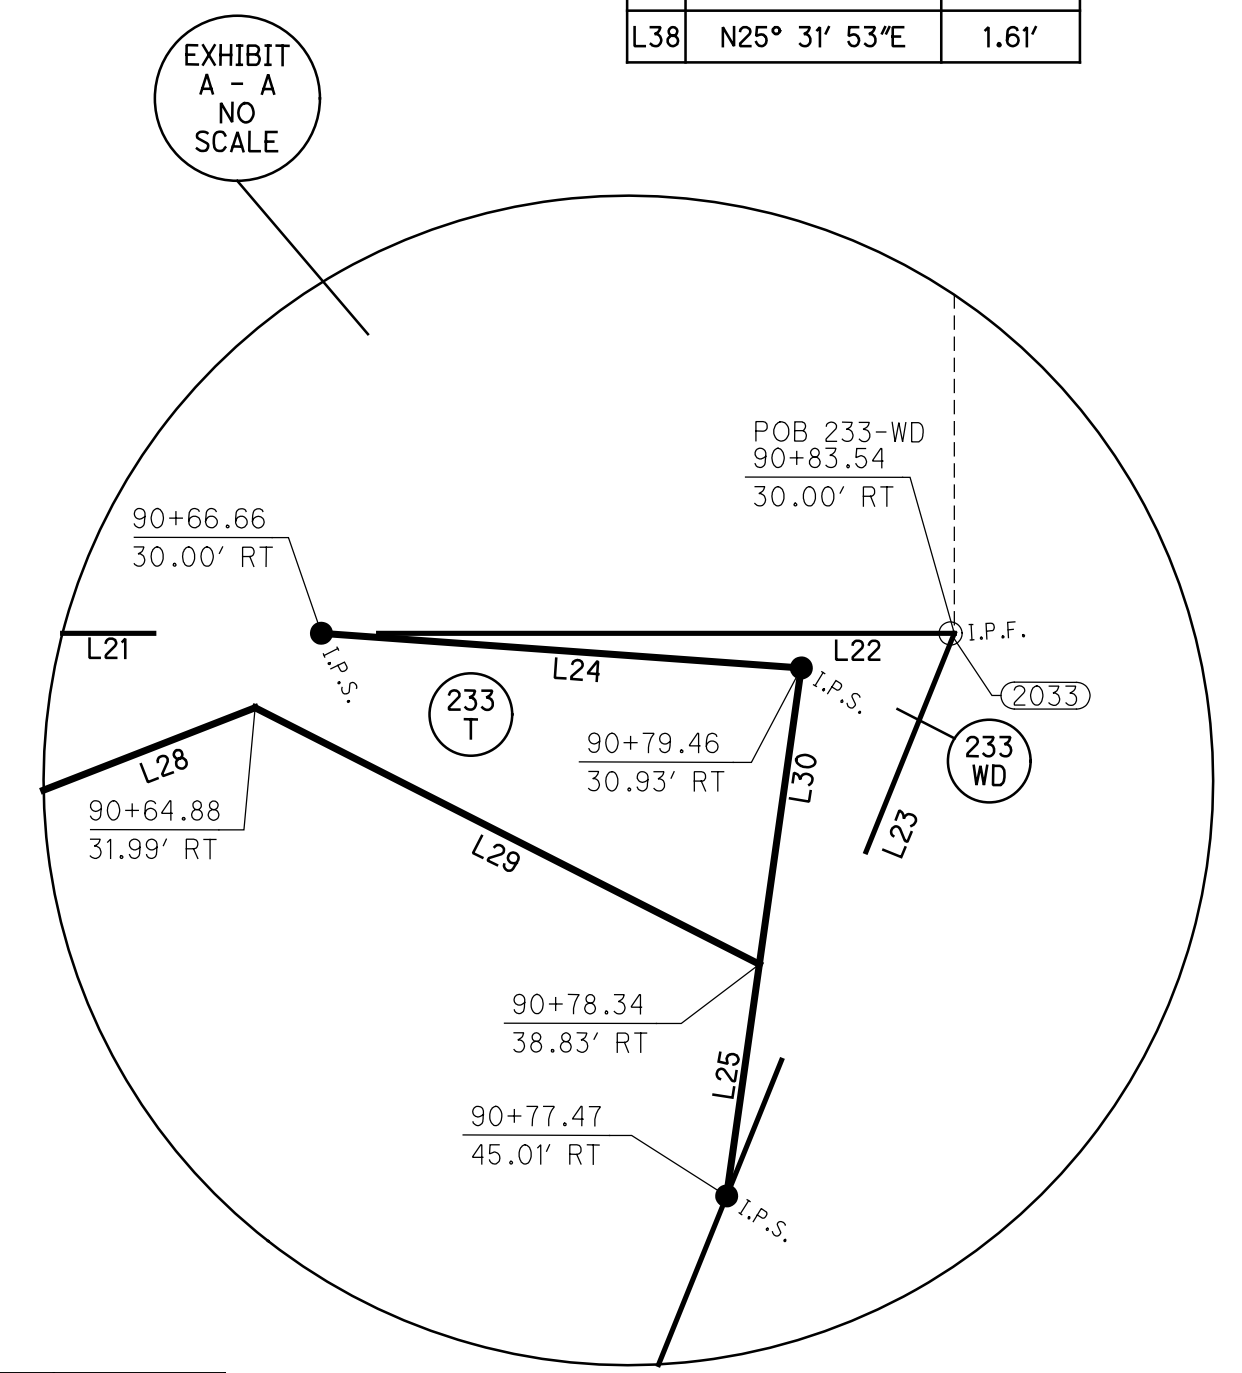 L38 N25° 31′ 53″E 1.61′
EXHIBIT
A - A
NO
SCALE
POB 233-WD
90+83.54
30.00′ RT
90+66.66
30.00′ RT
I.P.F.
L21
L22
I.P.S.
L24
I.P.S.
2033
233
T
233
WD
90+79.46
30.93′ RT
L30
L28
90+64.88
31.99′ RT
L23
L29
90+78.34
38.83′ RT
L25
90+77.47
45.01′ RT
I.P.S.